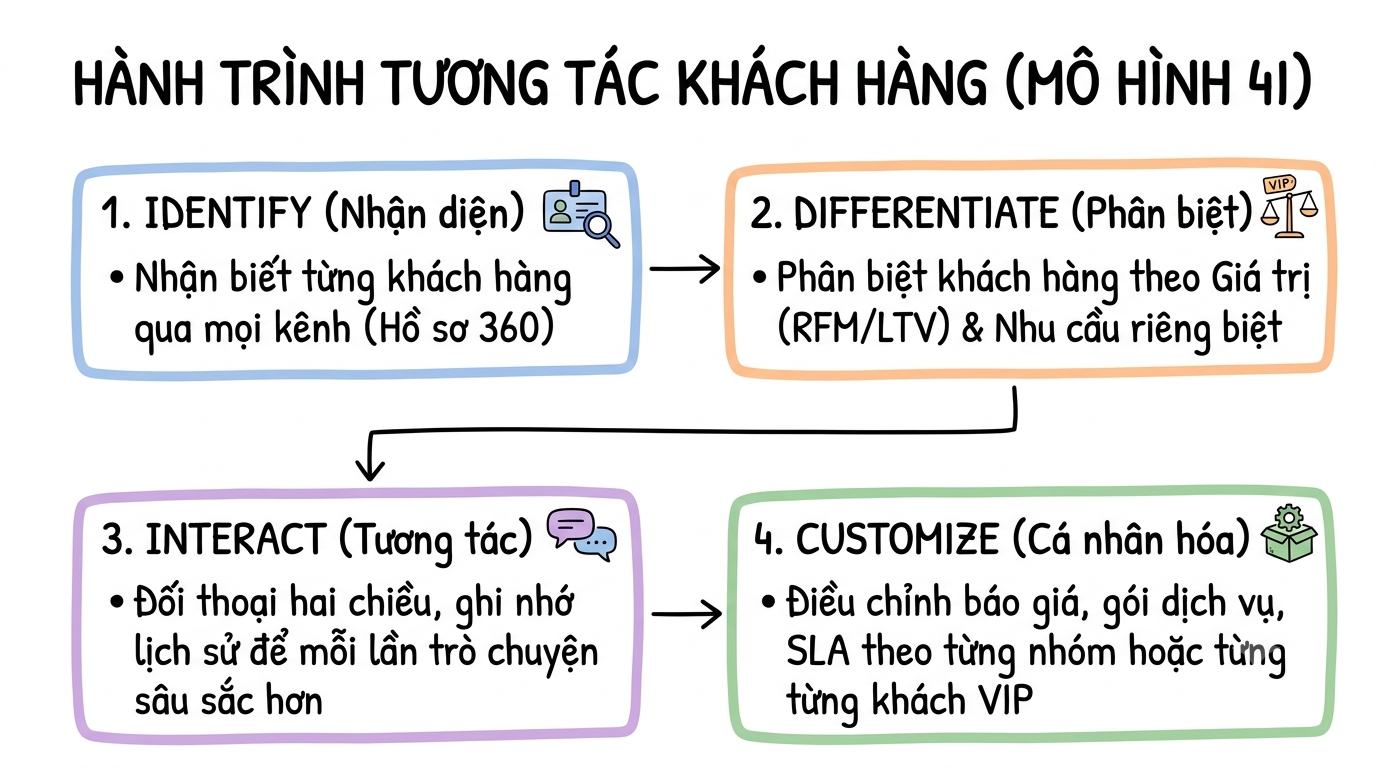 HÀNH TRÌNH TƯƠNG TÁC KHÁCH HÀNG (MÔ HÌNH 4I)
1. IDENTIFY (Nhận diện)
• Nhận biết từng khách hàng
qua mọi kênh (Hồ sơ 360)
2. DIFFERENTIATE (Phân biệt)
VIP
• Phân biệt khách hàng theo Giá trị
(RFM/LTV) & Nhu cầu riêng biệt
3. INTERACT (Tương tác)
• Đối thoại hai chiều, ghi nhớ
lịch sử để mỗi lần trò chuyện
sâu sắc hơn
4. CUSTOMIZE (Cá nhân hóa)
• Điều chỉnh báo giá, gói dịch vụ,
SLA theo từng nhóm hoặc từng
từng khách VIP